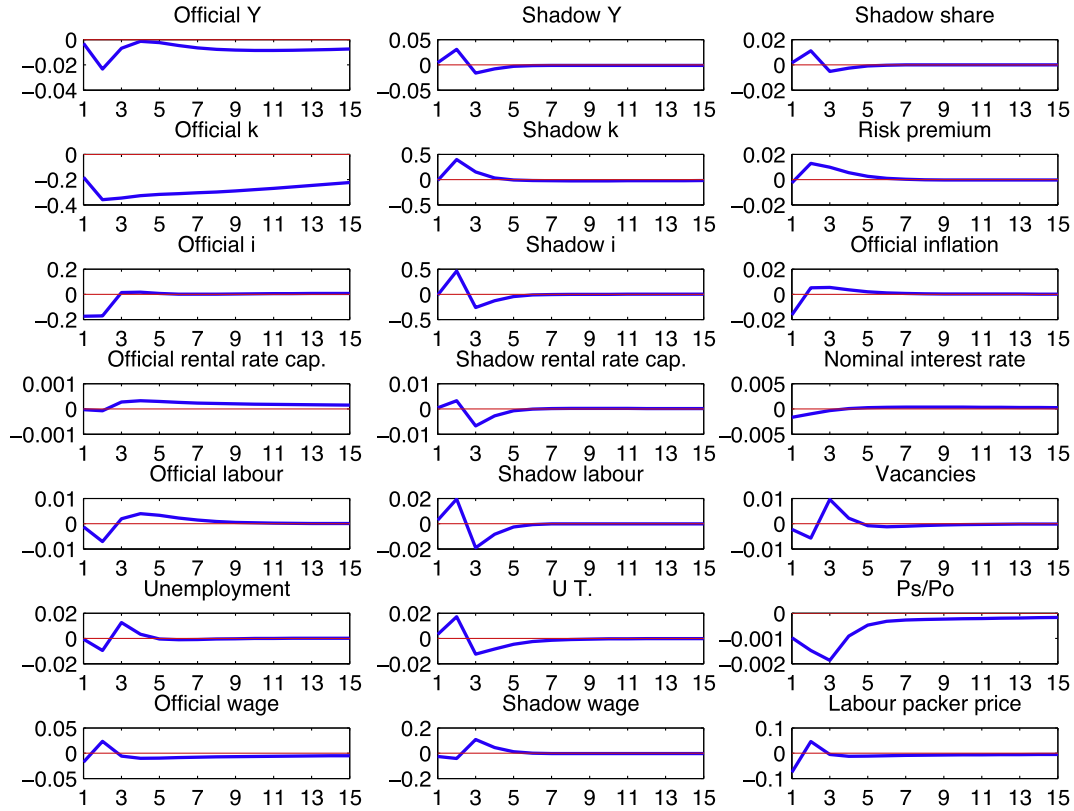 Official Y
Shadow Y
Shadow share
0
−0.02
−0.04
0.05
0
−0.05
0.02
0
−0.02
1 3 5 7 9 11 13 15
1 3 5 7 9 11 13 15
1 3 5 7 9 11 13 15
Official k
Shadow k
Risk premium
0
−0.2
−0.4
0.5
0
−0.5
0.02
0
−0.02
1 3 5 7 9 11 13 15
1 3 5 7 9 11 13 15
1 3 5 7 9 11 13 15
Official i
Shadow i
Official inflation
0.2
0
−0.2
0.5
0
−0.5
0.02
0
−0.02
1 3 5 7 9 11 13 15
1 3 5 7 9 11 13 15
1 3 5 7 9 11 13 15
Official rental rate cap.
Shadow rental rate cap.
Nominal interest rate
0.001
0
−0.001
0.01
0
−0.01
0.005
0
−0.005
1 3 5 7 9 11 13 15
1 3 5 7 9 11 13 15
1 3 5 7 9 11 13 15
Official labour
Shadow labour
Vacancies
0.01
0
−0.01
0.02
0
−0.02
0.01
0
−0.01
1 3 5 7 9 11 13 15
1 3 5 7 9 11 13 15
1 3 5 7 9 11 13 15
Unemployment
U T.
Ps/Po
0.02
0
−0.02
0.02
0
−0.02
0
−0.001
−0.002
1 3 5 7 9 11 13 15
1 3 5 7 9 11 13 15
1 3 5 7 9 11 13 15
Official wage
Shadow wage
Labour packer price
0.05
0
−0.05
0.2
0
−0.2
0.1
0
−0.1
1 3 5 7 9 11 13 15
1 3 5 7 9 11 13 15
1 3 5 7 9 11 13 15